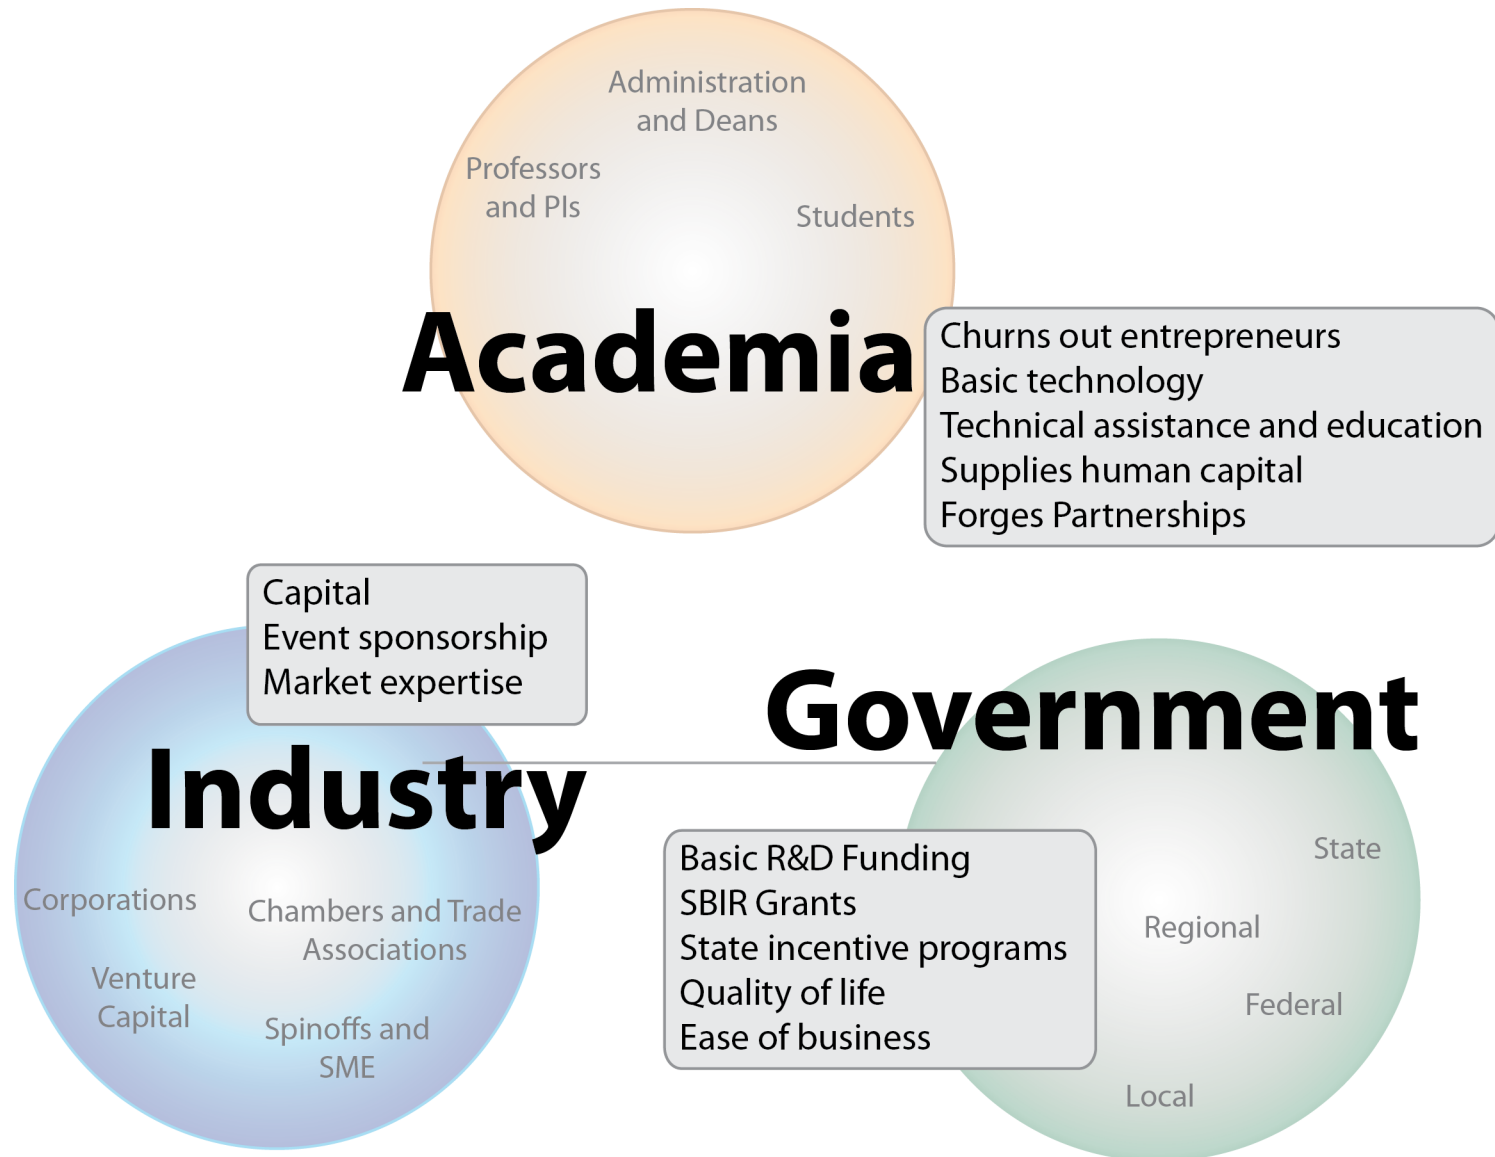 Administration
and Deans
Professors
and PIs
Students
Academia
Churns out entrepreneurs
Basic technology
Technical assistance and education
Supplies human capital
Forges Partnerships
Capital
Event sponsorship
Market expertise
Industry
Corporations
Chambers and Trade
Associations
Venture
Capital
Spinoffs and
SME
Government
Basic R&D Funding
SBIR Grants
State incentive programs
Quality of life
Ease of business
State
Regional
Federal
Local